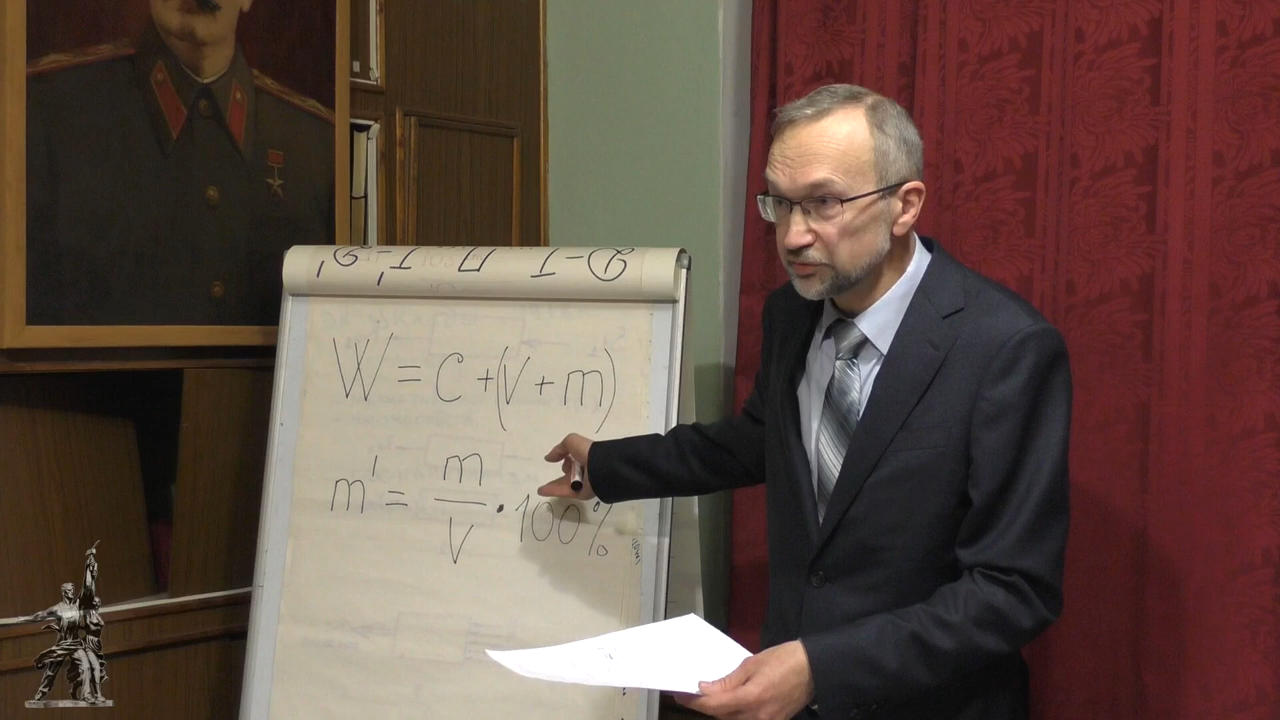 Д-Т...П...Т'-Д'
W = C + (V + m)
m' = m/V · 100%